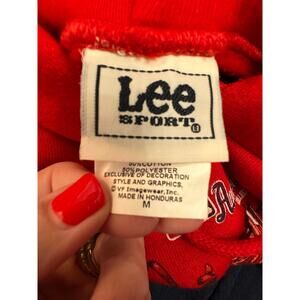 Lee
SPORT®
50%COTTON
50%POLYESTER
EXCLUSIVE OF DECORATION
STYLE AND GRAPHICS,
© VF Imagewear, Inc.
MADE IN HONDURAS
M